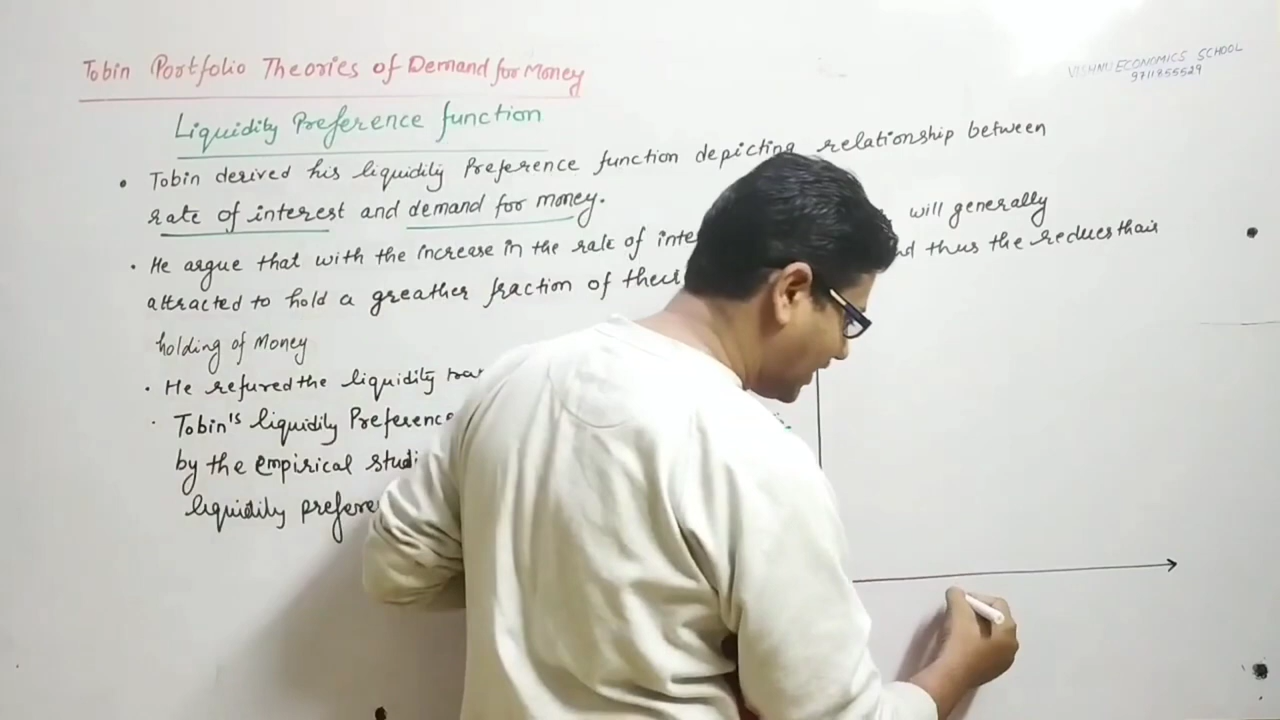 Tobin Portfolio Theories of Demand for Money
VISHNU ECONOMICS SCHOOL
9711855529
Liquidity Preference function
• Tobin derived his liquidity Preference function depicting relationship between
rate of interest and demand for money.
• He argue that with the increase in the rate of inte will generally
attracted to hold a greather fraction of their nd thus the reduces thair
holding of Money
• He refured the liquidity
• Tobin's liquidity Preference
by the empirical studi
liquidity prefere